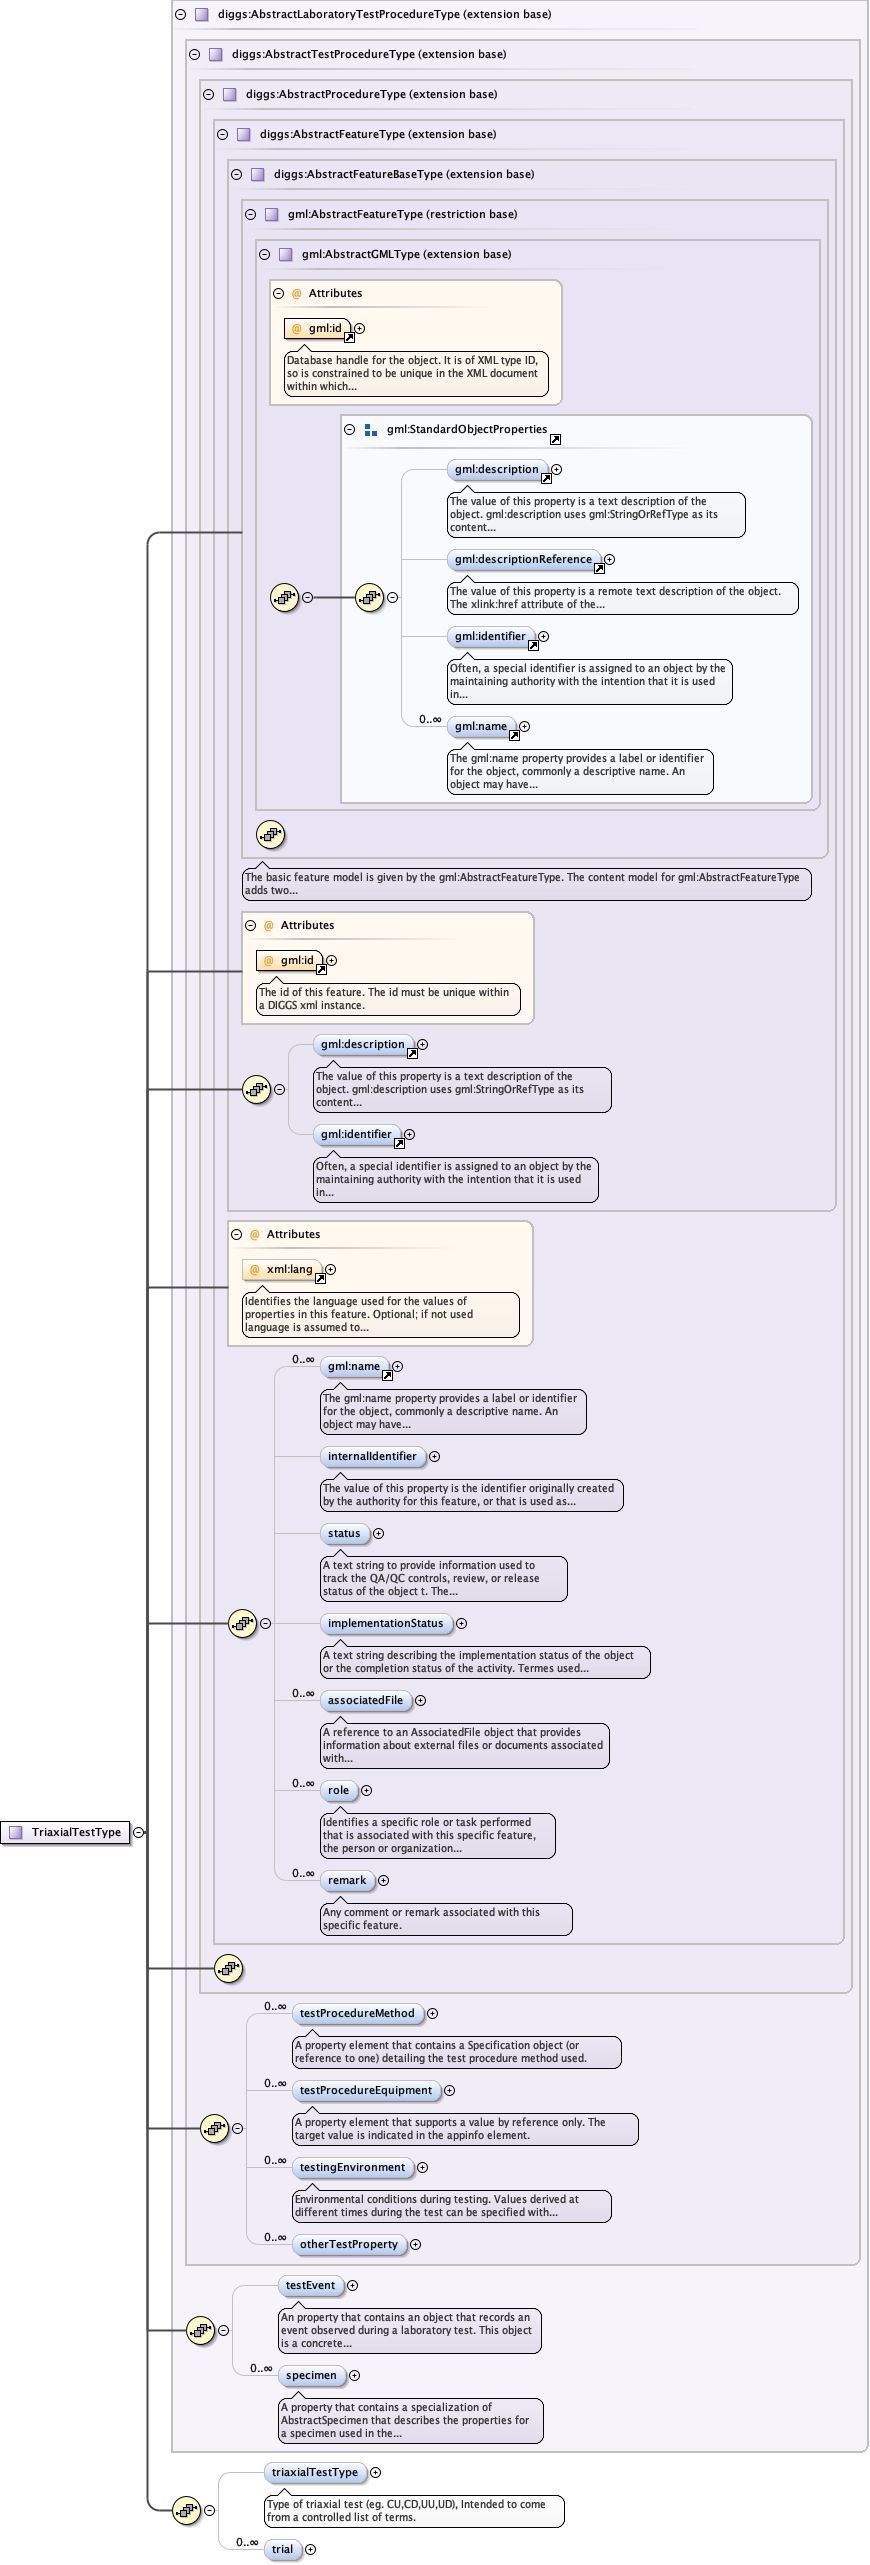 diggs:AbstractLaboratoryTestProcedureType (extension base)
diggs:AbstractTestProcedureType (extension base)
diggs:AbstractProcedureType (extension base)
diggs:AbstractFeatureType (extension base)
diggs:AbstractFeatureBaseType (extension base)
gml:AbstractFeatureType (restriction base)
gml:AbstractGMLType (extension base)
@ Attributes
@ gml:id
Database handle for the object. It is of XML type ID,
so is constrained to be unique in the XML document
within which...
gml:StandardObjectProperties
gml:description
The value of this property is a text description of the
object. gml:description uses gml:StringOrRefType as its
content...
gml:descriptionReference
The value of this property is a remote text description of the object.
The xlink:href attribute of the...
gml:identifier
Often, a special identifier is assigned to an object by the
maintaining authority with the intention that it is used
in...
0..∞
gml:name
The gml:name property provides a label or identifier
for the object, commonly a descriptive name. An
object may have...
The basic feature model is given by the gml:AbstractFeatureType. The content model for gml:AbstractFeatureType
adds two...
@ Attributes
@ gml:id
The id of this feature. The id must be unique within
a DIGGS xml instance.
gml:description
The value of this property is a text description of the
object. gml:description uses gml:StringOrRefType as its
content...
gml:identifier
Often, a special identifier is assigned to an object by the
maintaining authority with the intention that it is used
in...
@ Attributes
@ xml:lang
Identifies the language used for the values of
properties in this feature. Optional; if not used
language is assumed to...
0..∞
gml:name
The gml:name property provides a label or identifier
for the object, commonly a descriptive name. An
object may have...
internalIdentifier
The value of this property is the identifier originally created
by the authority for this feature, or that is used as...
status
A text string to provide information used to
track the QA/QC controls, review, or release
status of the object t. The...
implementationStatus
A text string describing the implementation status of the object
or the completion status of the activity. Termes used...
0..∞
associatedFile
A reference to an AssociatedFile object that provides
information about external files or documents associated
with...
0..∞
role
Identifies a specific role or task performed
that is associated with this specific feature,
the person or organization...
TriaxialTestType
0..∞
remark
Any comment or remark associated with this
specific feature.
0..∞
testProcedureMethod
A property element that contains a Specification object (or
reference to one) detailing the test procedure method used.
0..∞
testProcedureEquipment
A property element that supports a value by reference only. The
target value is indicated in the appinfo element.
0..∞
testingEnvironment
Environmental conditions during testing. Values derived at
different times during the test can be specified with...
0..∞
otherTestProperty
testEvent
An property that contains an object that records an
event observed during a laboratory test. This object
is a concrete...
0..∞
specimen
A property that contains a specialization of
AbstractSpecimen that describes the properties for
a specimen used in the...
triaxialTestType
Type of triaxial test (eg. CU,CD,UU,UD), Intended to come
from a controlled list of terms.
0..∞
trial